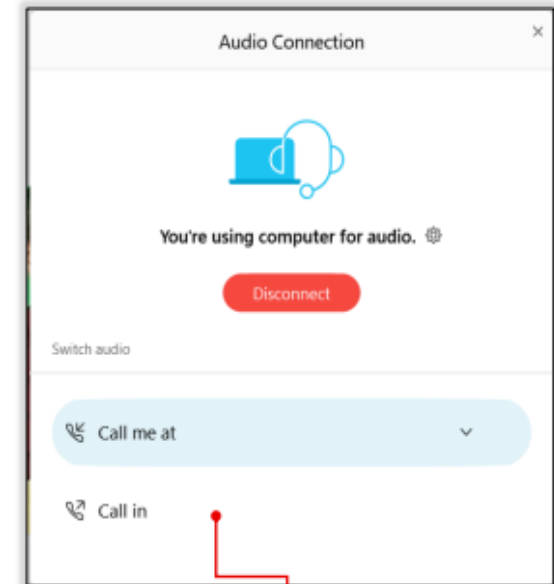 Audio Connection
You're using computer for audio.
Disconnect
Switch audio
Call me at
Call in